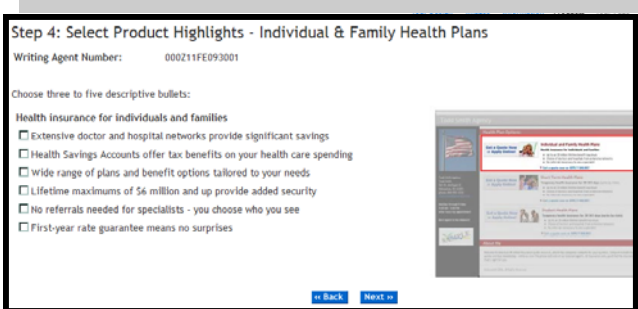 Step 4: Select Product Highlights - Individual & Family Health Plans
Writing Agent Number: 000Z11FE093001
Choose three to five descriptive bullets:
Health insurance for individuals and families
Extensive doctor and hospital networks provide significant savings
Health Savings Accounts offer tax benefits on your health care spending
Wide range of plans and benefit options tailored to your needs
Lifetime maximums of $6 million and up provide added security
No referrals needed for specialists - you choose who you see
First-year rate guarantee means no surprises
Individual and Family Health Plans
« Back Next »